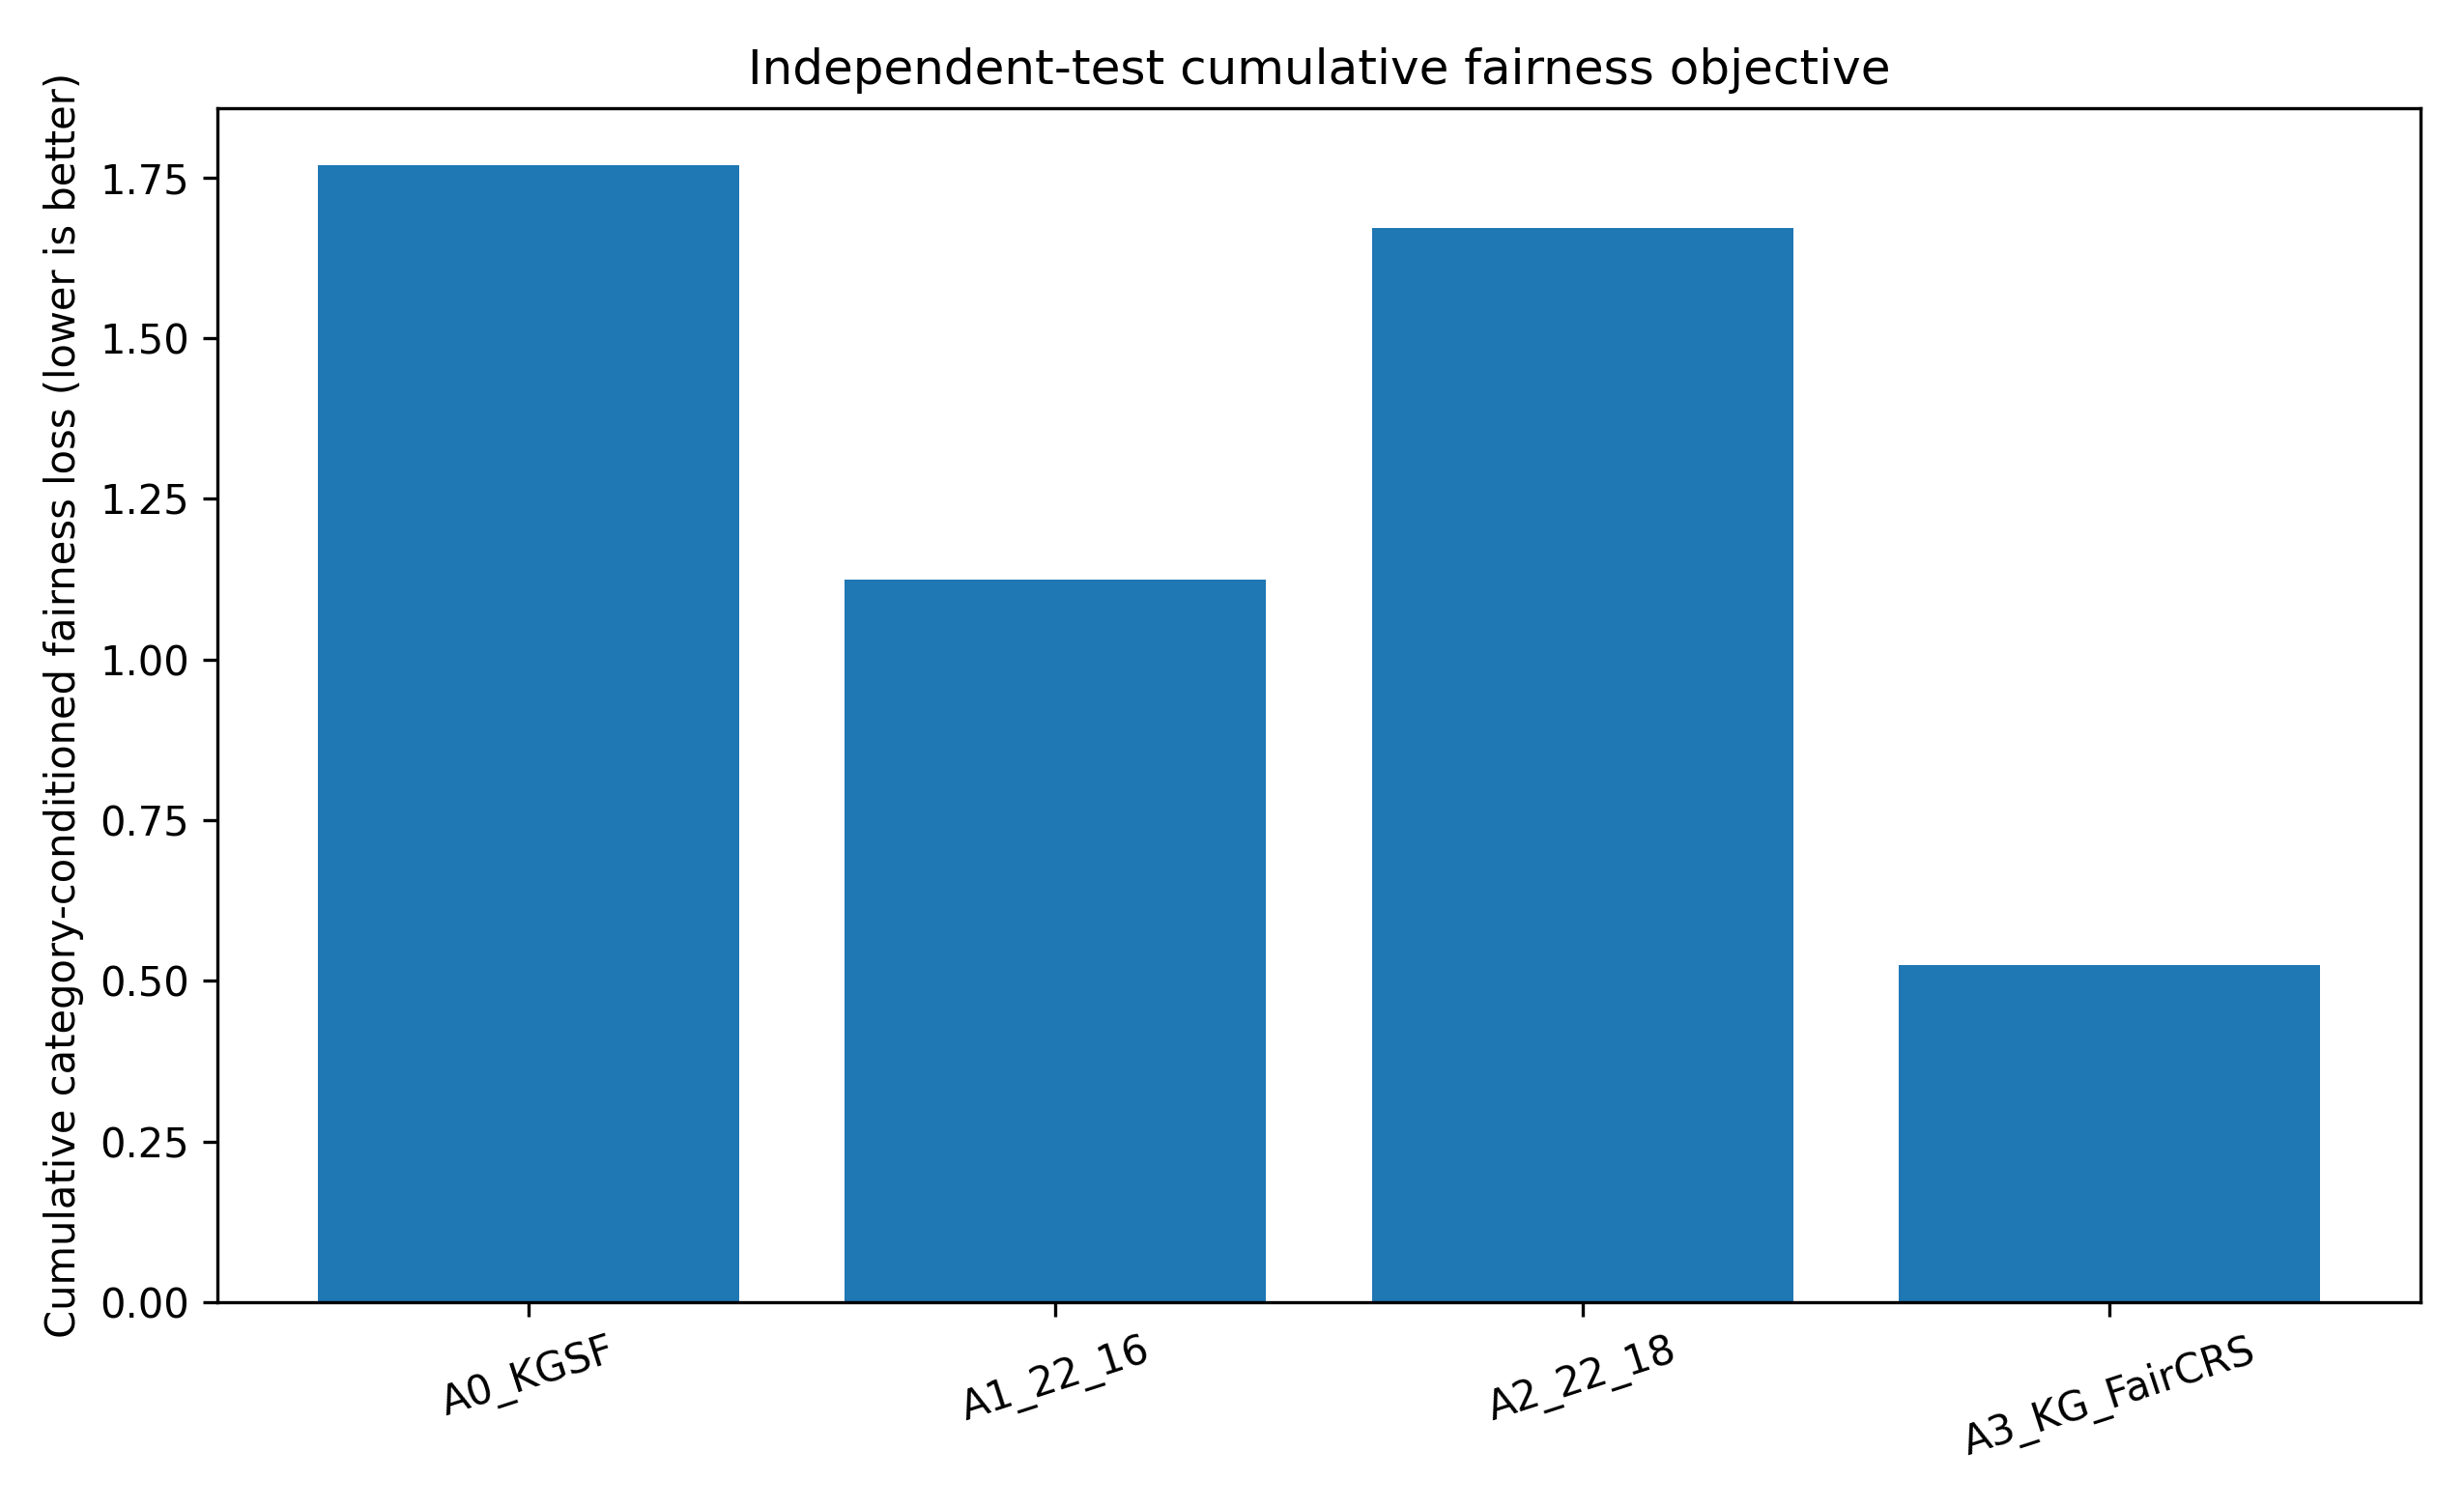 Independent-test cumulative fairness objective
Cumulative category-conditioned fairness loss (lower is better)
1.75
1.50
1.25
1.00
0.75
0.50
0.25
0.00
A0_KGSF
A1_22_16
A2_22_18
A3_KG_FairCRS